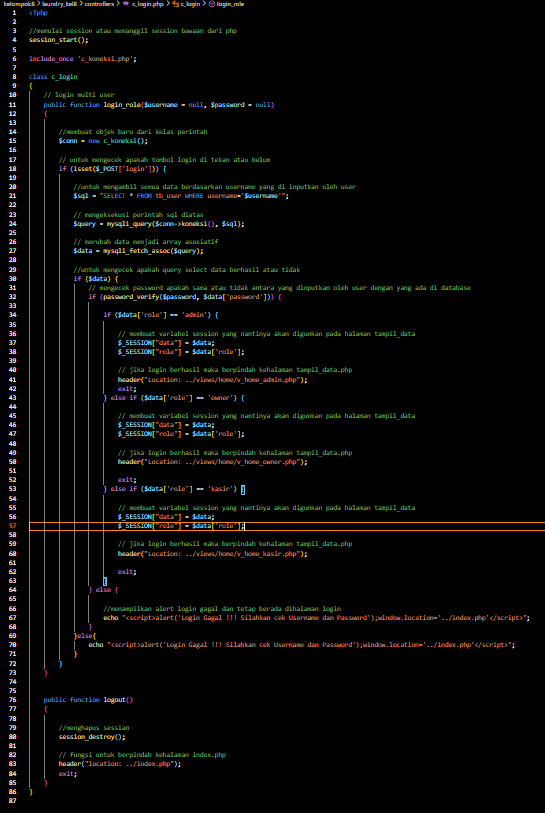 kelompok8 > laundry_kel8 > controllers > c_login.php > c_login > login_role
1 <?php
2
3 //memulai session atau memanggil session bawaan dari php
4 session_start();
5
6 include_once 'c_koneksi.php';
7
8 class c_login
9 {
10 // login multi user
11 public function login_role($username = null, $password = null)
12 {
13
14 //membuat objek baru dari kelas perintah
15 $conn = new c_koneksi();
16
17 // untuk mengecek apakah tombol login di tekan atau belum
18 if (isset($_POST['login'])) {
19
20 //untuk mengambil semua data berdasarkan username yang di inputkan oleh user
21 $sql = "SELECT * FROM tb_user WHERE username='$username'";
22
23 // mengeksekusi perintah sql diatas
24 $query = mysqli_query($conn->koneksi(), $sql);
25
26 // merubah data menjadi array asosiatif
27 $data = mysqli_fetch_assoc($query);
28
29 //untuk mengecek apakah query select data berhasil atau tidak
30 if ($data) {
31 // mengecek password apakah sama atau tidak antara yang dinputkan oleh user dengan yang ada di database
32 if (password_verify($password, $data['password'])) {
33
34 if ($data['role'] == 'admin') {
35
36 // membuat variabel session yang nantinya akan digunkan pada halaman tampil_data
37 $_SESSION["data"] = $data;
38 $_SESSION["role"] = $data['role'];
39
40 // jika login berhasil maka berpindah kehalaman tampil_data.php
41 header("Location: ../views/home/v_home_admin.php");
42 exit;
43 } else if ($data['role'] == 'owner') {
44
45 // membuat variabel session yang nantinya akan digunkan pada halaman tampil_data
46 $_SESSION["data"] = $data;
47 $_SESSION["role"] = $data['role'];
48
49 // jika login berhasil maka berpindah kehalaman tampil_data.php
50 header("Location: ../views/home/v_home_owner.php");
51
52 exit;
53 } else if ($data['role'] == 'kasir') {
54
55 // membuat variabel session yang nantinya akan digunkan pada halaman tampil_data
56 $_SESSION["data"] = $data;
57 $_SESSION["role"] = $data['role'];
58
59 // jika login berhasil maka berpindah kehalaman tampil_data.php
60 header("Location: ../views/home/v_home_kasir.php");
61
62 exit;
63 }
64 } else {
65
66 //menampilkan alert login gagal dan tetap berada dihalaman login
67 echo "<script>alert('Login Gagal !!! Silahkan cek Username dan Password');window.location='../index.php'</script>";
68 }
69 }else{
70 echo "<script>alert('Login Gagal !!! Silahkan cek Username dan Password');window.location='../index.php'</script>";
71 }
72 }
73 }
74
75
76 public function logout()
77 {
78
79 //menghapus sessian
80 session_destroy();
81
82 // fungsi untuk berpindah kehalaman index.php
83 header("location: ../index.php");
84 exit;
85 }
86 }
87